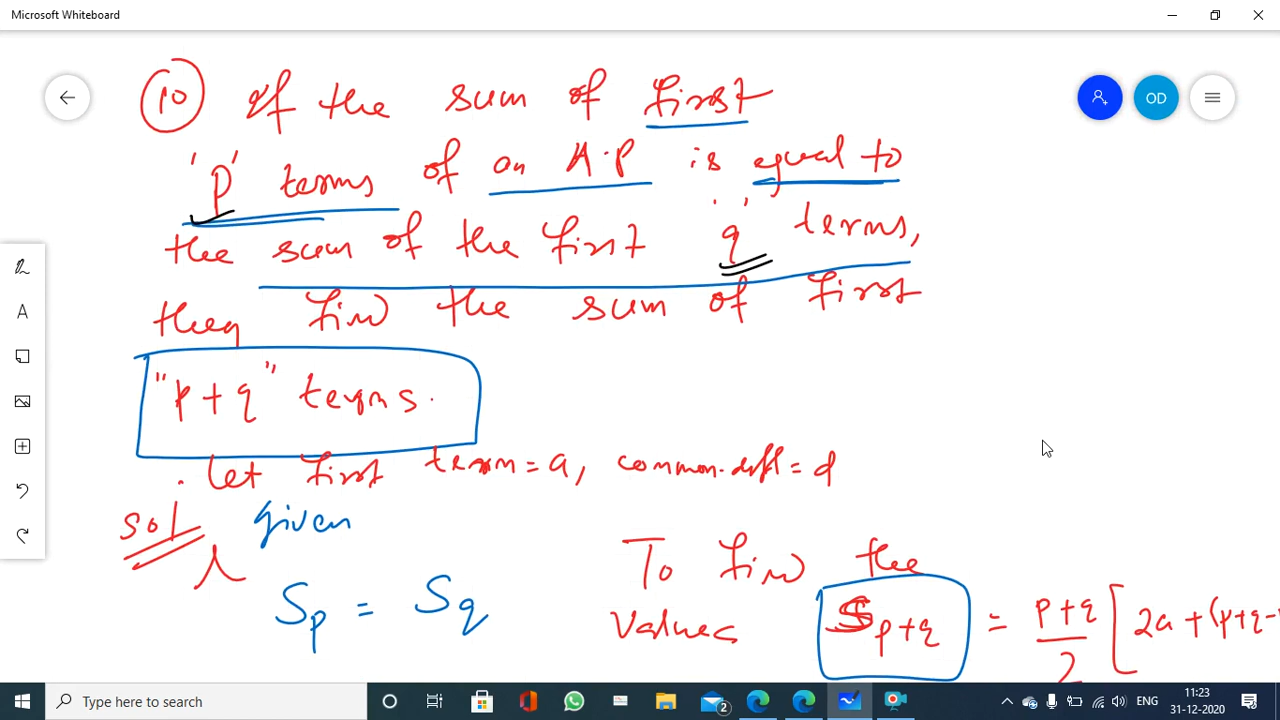 Microsoft Whiteboard
OD
10 If the sum of first
'p' terms of an A.P is equal to
the sum of the first 'q' terms,
then find the sum of first
"p+q" terms.
. let first term = a, common.diff = d
sol given
Sp = Sq
To find the
values Sp+q = p+q/2 [2a + (p+q-
Type here to search
2
ENG
11:23
31-12-2020